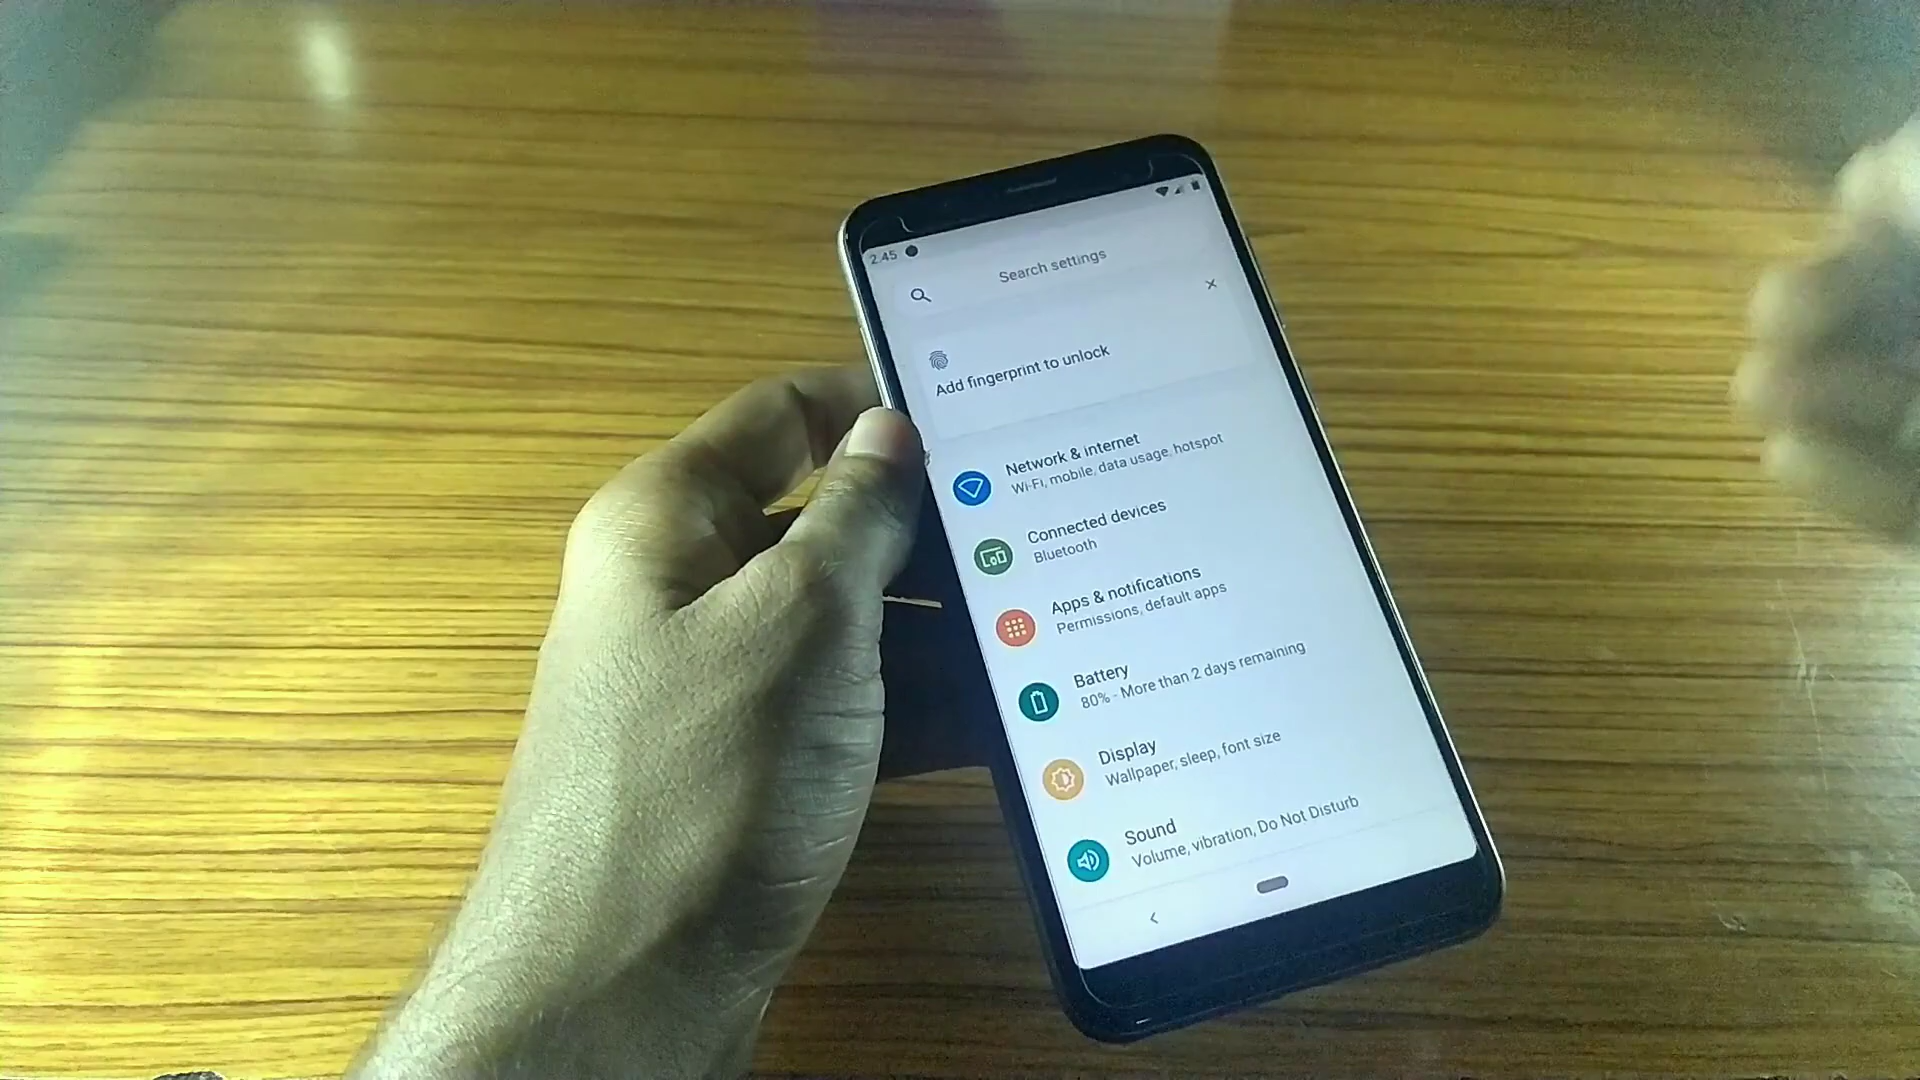 2.45
Search settings
Add fingerprint to unlock
Network & internet
Wi-Fi, mobile, data usage, hotspot
Connected devices
Bluetooth
Apps & notifications
Permissions, default apps
Battery
80% - More than 2 days remaining
Display
Wallpaper, sleep, font size
Sound
Volume, vibration, Do Not Disturb